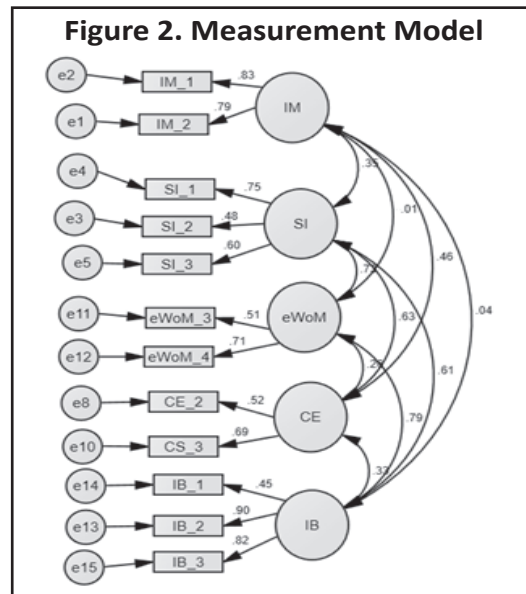 Figure 2. Measurement Model
e2 IM_1 .83
IM
e1 IM_2 .79
.35
e4 SI_1 .75
.01
e3 SI_2 .48
SI
.46
e5 SI_3 .60
.04
.63
e11 eWoM_3 .51
eWoM
.61
e12 eWoM_4 .71
e8 CE_2 .52
.79
CE
e10 CS_3 .69
.33
e14 IB_1 .45
e13 IB_2 .90
IB
e15 IB_3 .82